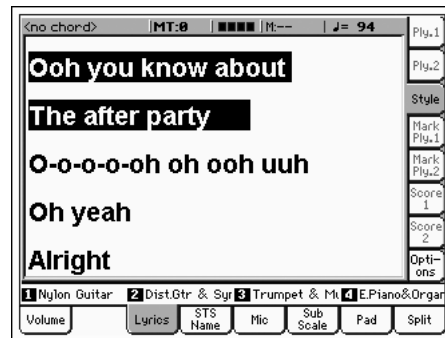 <no chord> MT:0 M:-- ♩= 94
Ooh you know about
The after party
O-o-o-o-oh oh ooh uuh
Oh yeah
Alright
Ply.1
Ply.2
Style
Mark Ply.1
Mark Ply.2
Score 1
Score 2
Opti-ons
1 Nylon Guitar 2 Dist.Gtr & Syr 3 Trumpet & Mu 4 E.Piano&Organ
Volume Lyrics STS Name Mic Sub Scale Pad Split